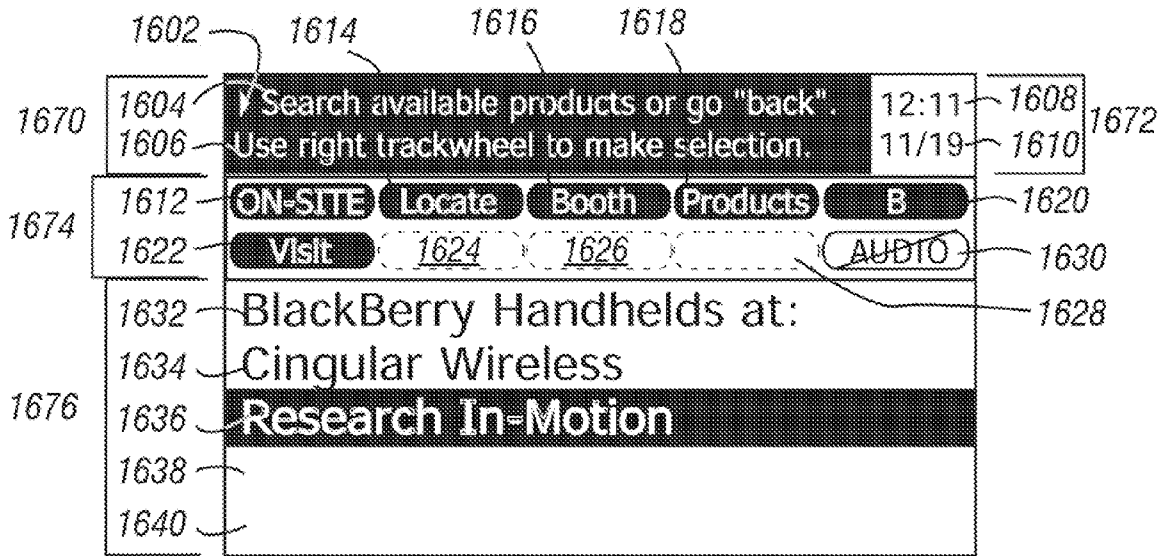 1602 1614 1616 1618
1670 1604 Search available products or go "back". 12:11 1608 1672
1606 Use right trackwheel to make selection. 11/19 1610
1674 1612 ON-SITE Locate Booth Products B 1620
1622 Visit 1624 1626 AUDIO 1630
1632 BlackBerry Handhelds at: 1628
1634 Cingular Wireless
1676 1636 Research In-Motion
1638
1640